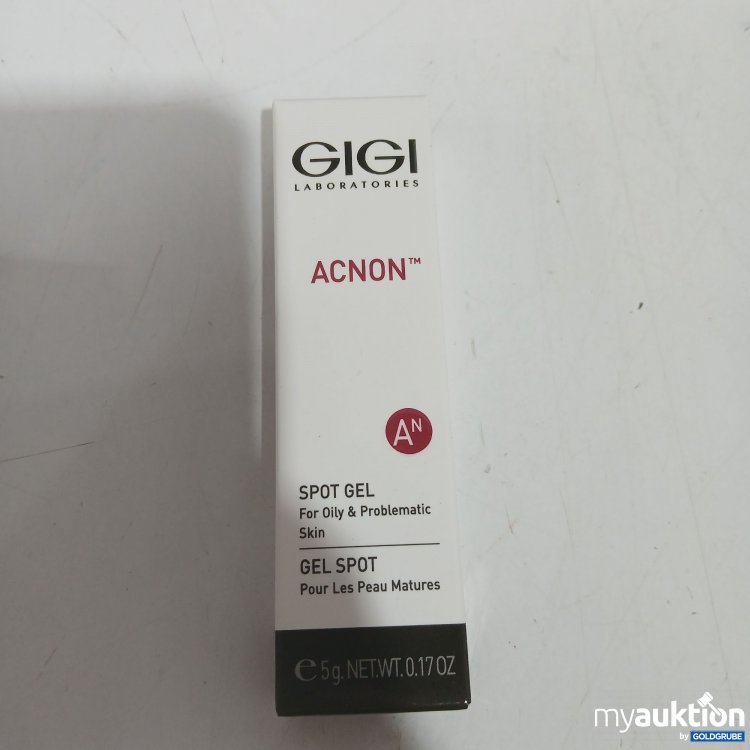 GIGI
LABORATORIES
ACNON™
AN
SPOT GEL
For Oily & Problematic
Skin
GEL SPOT
Pour Les Peau Matures
℮ 5g. NET.WT. 0.17 OZ
myauktion
by GOLDGRUBE